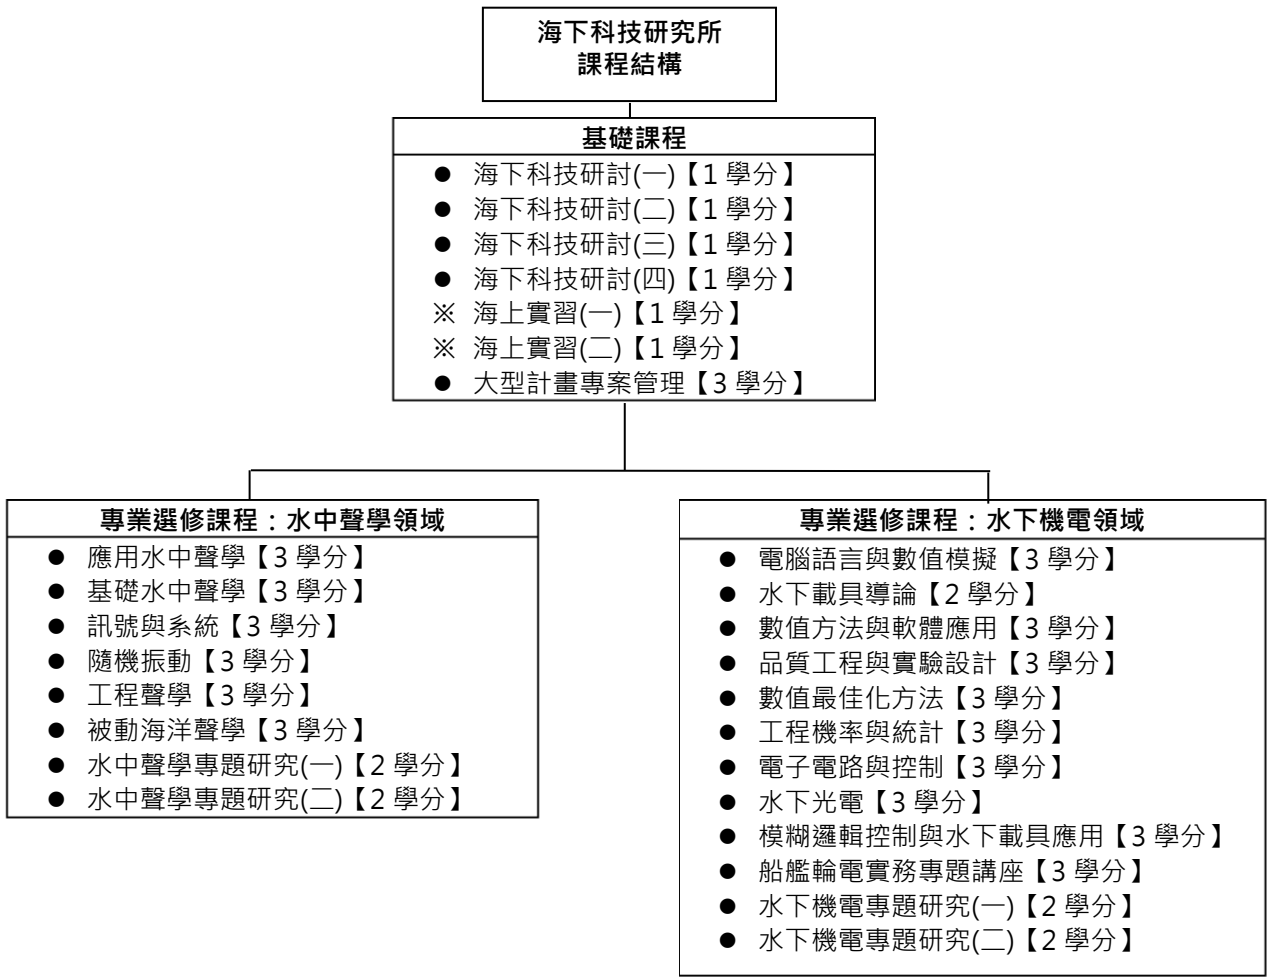 海下科技研究所
課程結構
基礎課程
● 海下科技研討(一)【1 學分】
● 海下科技研討(二)【1 學分】
● 海下科技研討(三)【1 學分】
● 海下科技研討(四)【1 學分】
※ 海上實習(一)【1 學分】
※ 海上實習(二)【1 學分】
● 大型計畫專案管理【3 學分】
專業選修課程：水中聲學領域
● 應用水中聲學【3 學分】
● 基礎水中聲學【3 學分】
● 訊號與系統【3 學分】
● 隨機振動【3 學分】
● 工程聲學【3 學分】
● 被動海洋聲學【3 學分】
● 水中聲學專題研究(一)【2 學分】
● 水中聲學專題研究(二)【2 學分】
專業選修課程：水下機電領域
● 電腦語言與數值模擬【3 學分】
● 水下載具導論【2 學分】
● 數值方法與軟體應用【3 學分】
● 品質工程與實驗設計【3 學分】
● 數值最佳化方法【3 學分】
● 工程機率與統計【3 學分】
● 電子電路與控制【3 學分】
● 水下光電【3 學分】
● 模糊邏輯控制與水下載具應用【3 學分】
● 船艦輪電實務專題講座【3 學分】
● 水下機電專題研究(一)【2 學分】
● 水下機電專題研究(二)【2 學分】